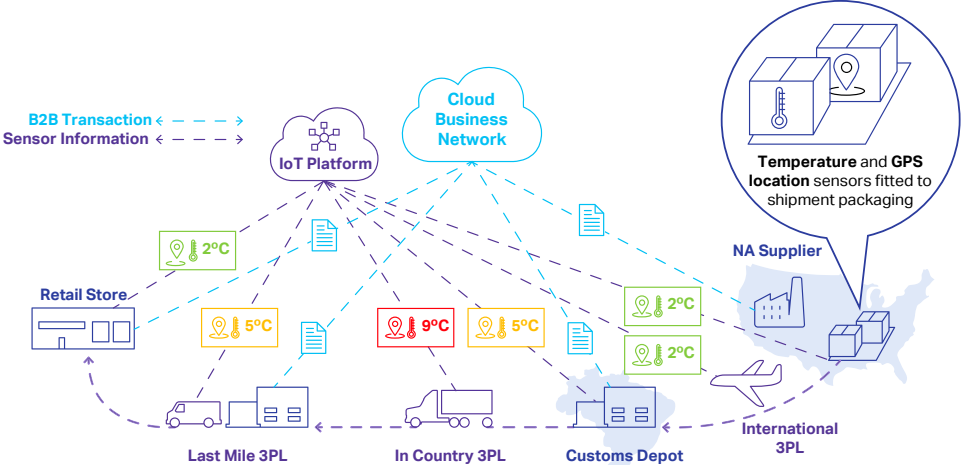 B2B Transaction
Sensor Information
IoT Platform
Cloud
Business
Network
Temperature and GPS
location sensors fitted to
shipment packaging
NA Supplier
2ºC
Retail Store
5ºC
9ºC
5ºC
2ºC
2ºC
International
3PL
Last Mile 3PL
In Country 3PL
Customs Depot